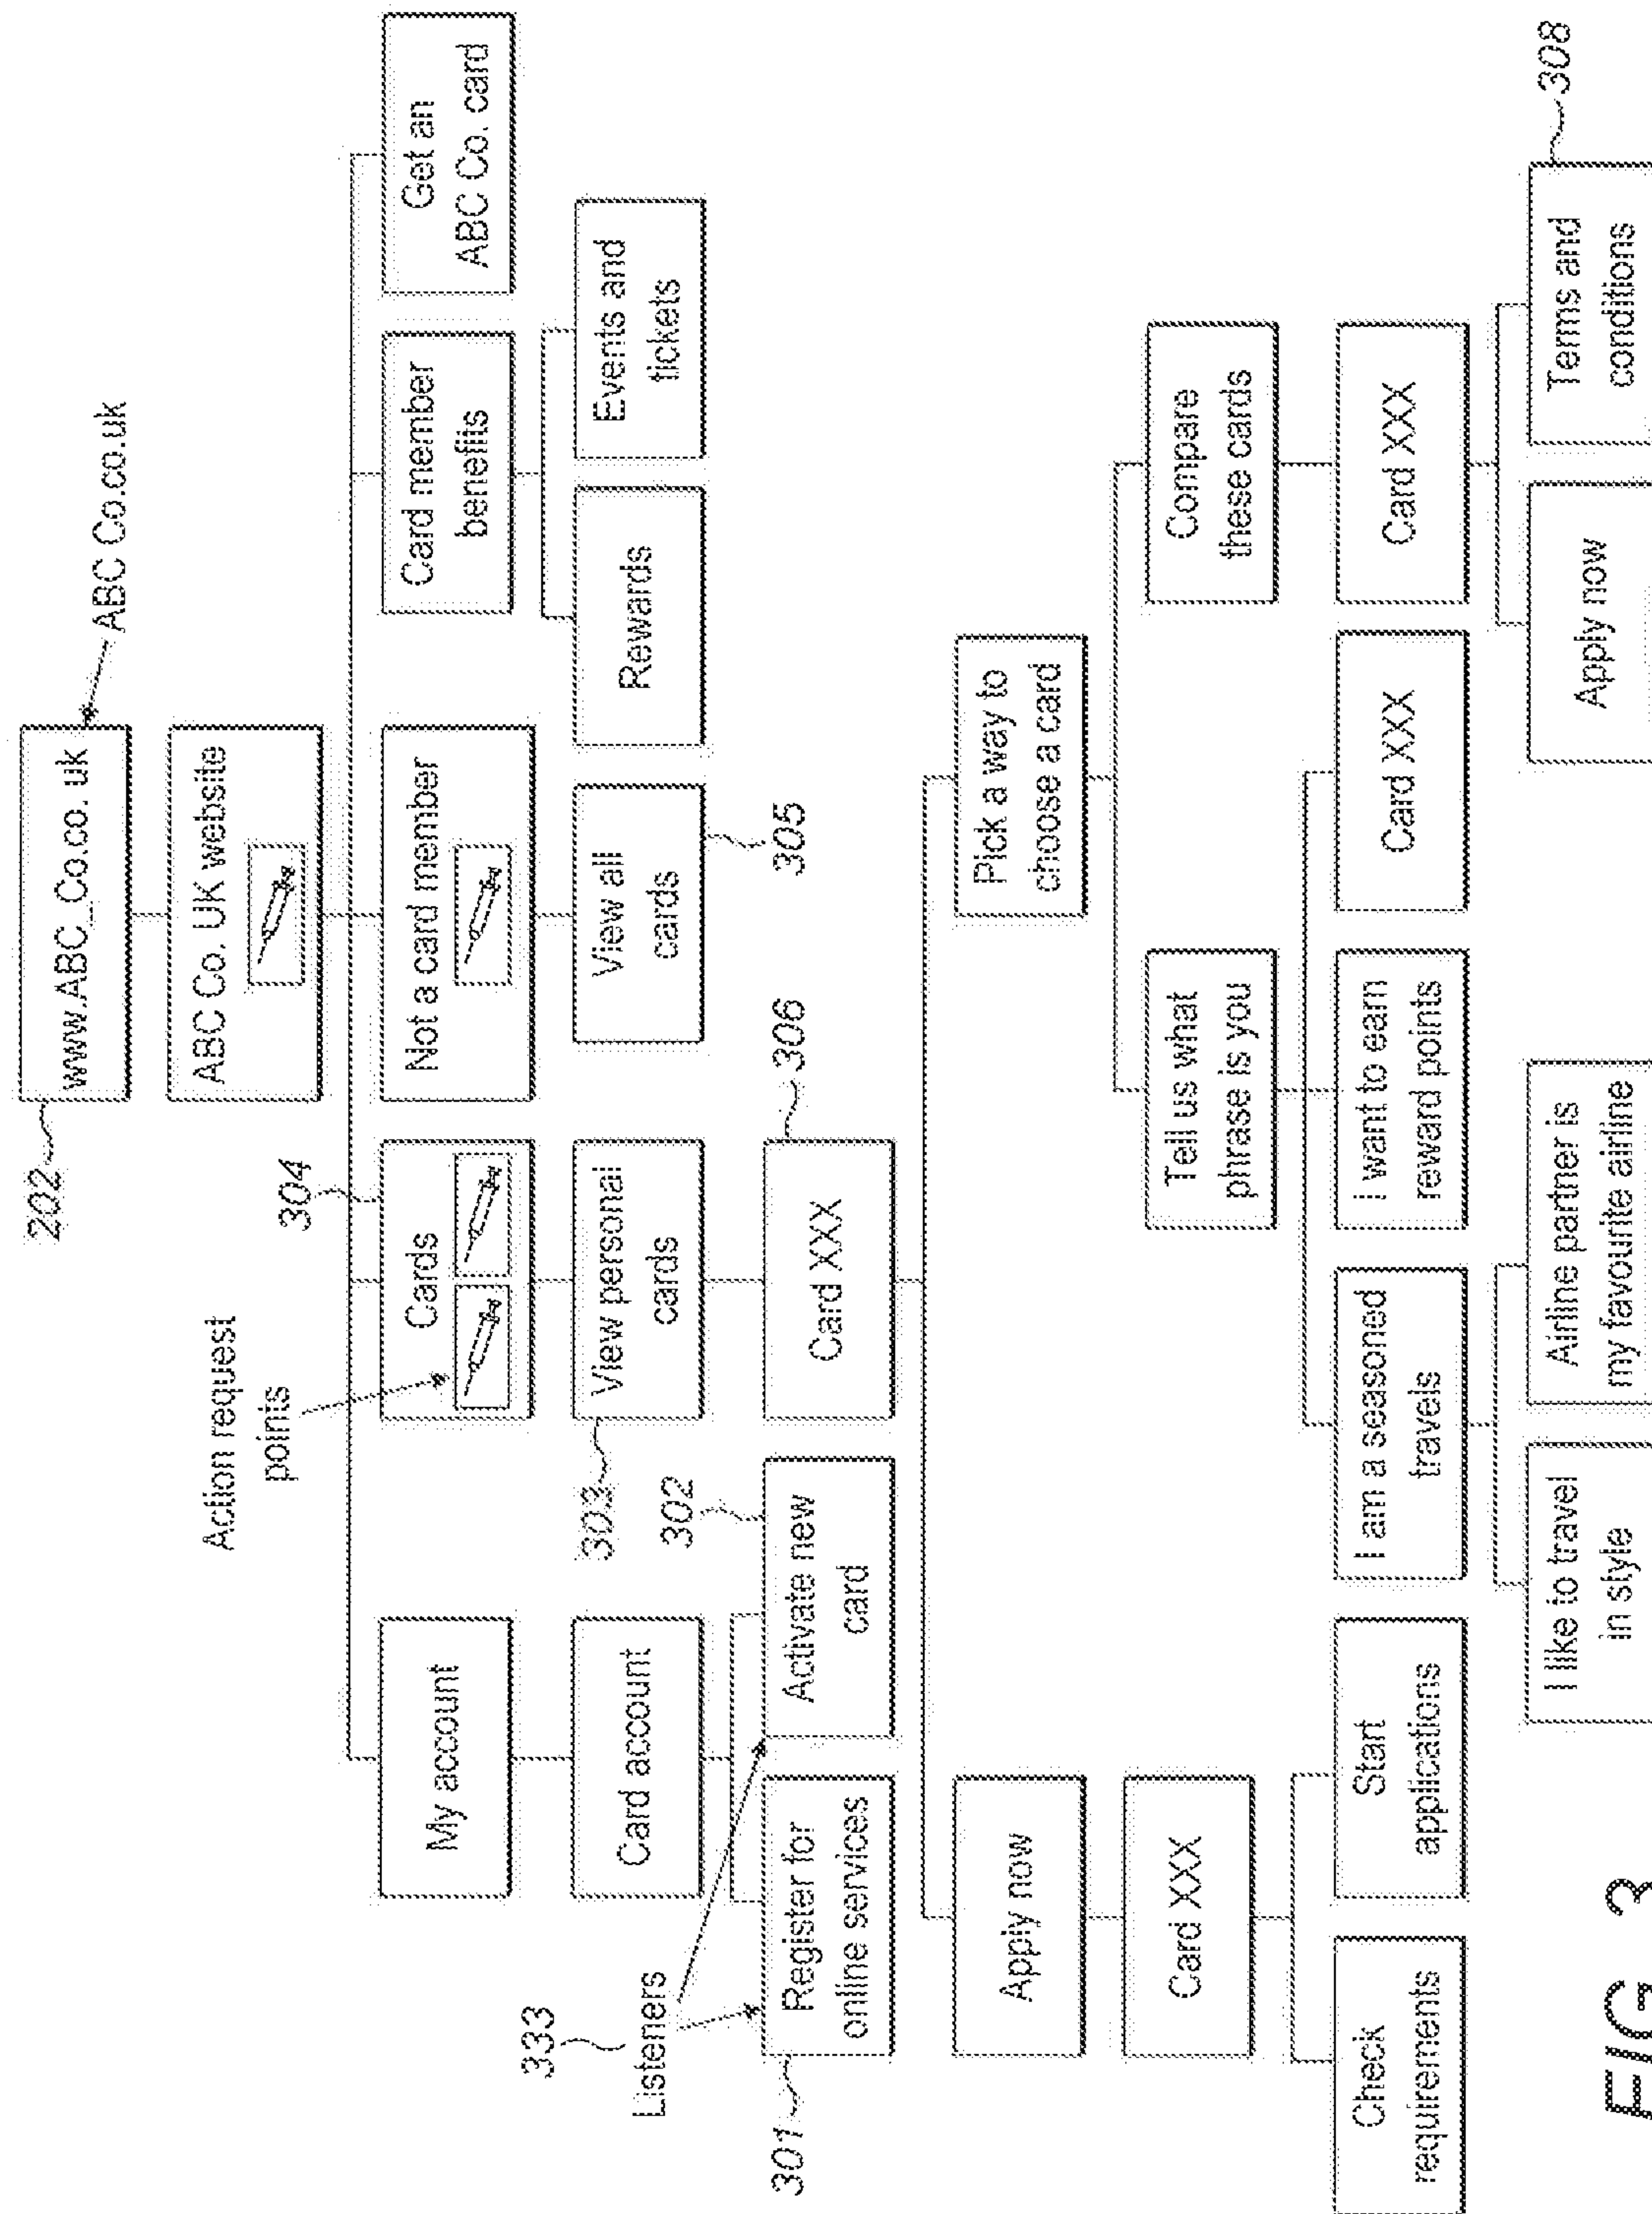 202
www.ABC_Co.co. uk
ABC Co.co.uk
ABC Co. UK website
Action request
points
304
My account
Cards
Not a card member
Card member
benefits
Get an
ABC Co. card
Card account
303
View personal
cards
View all
cards
305
Rewards
Events and
tickets
333
Listeners
301
Register for
online services
302
Activate new
card
306
Card XXX
Apply now
Pick a way to
choose a card
Card XXX
Tell us what
phrase is you
Compare
these cards
Check
requirements
Start
applications
I am a seasoned
travels
I want to earn
reward points
Card XXX
Card XXX
I like to travel
in style
Airline partner is
my favourite airline
Apply now
Terms and
conditions
308
FIG. 3